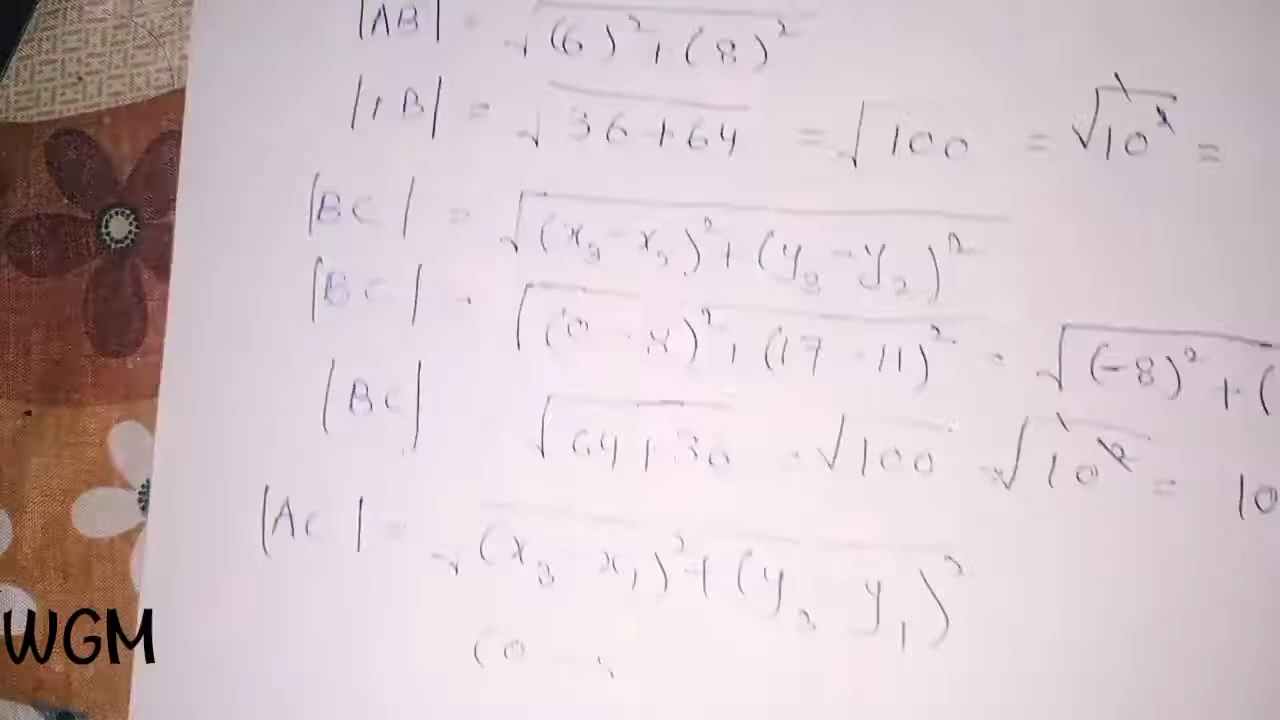 |AB| = √(6)² + (8)²
|AB| = √36+64 = √100 = √10² =
|BC| = √(x₃ - x₂)² + (y₃ - y₂)²
|BC| = √(0 - 8)² + (17 - 11)² = √(-8)² + (
|BC| √64+36 = √100 = √10² = 10
|AC| = √(x₃ - x₁)² + (y₃ - y₁)²
(0 -
WGM